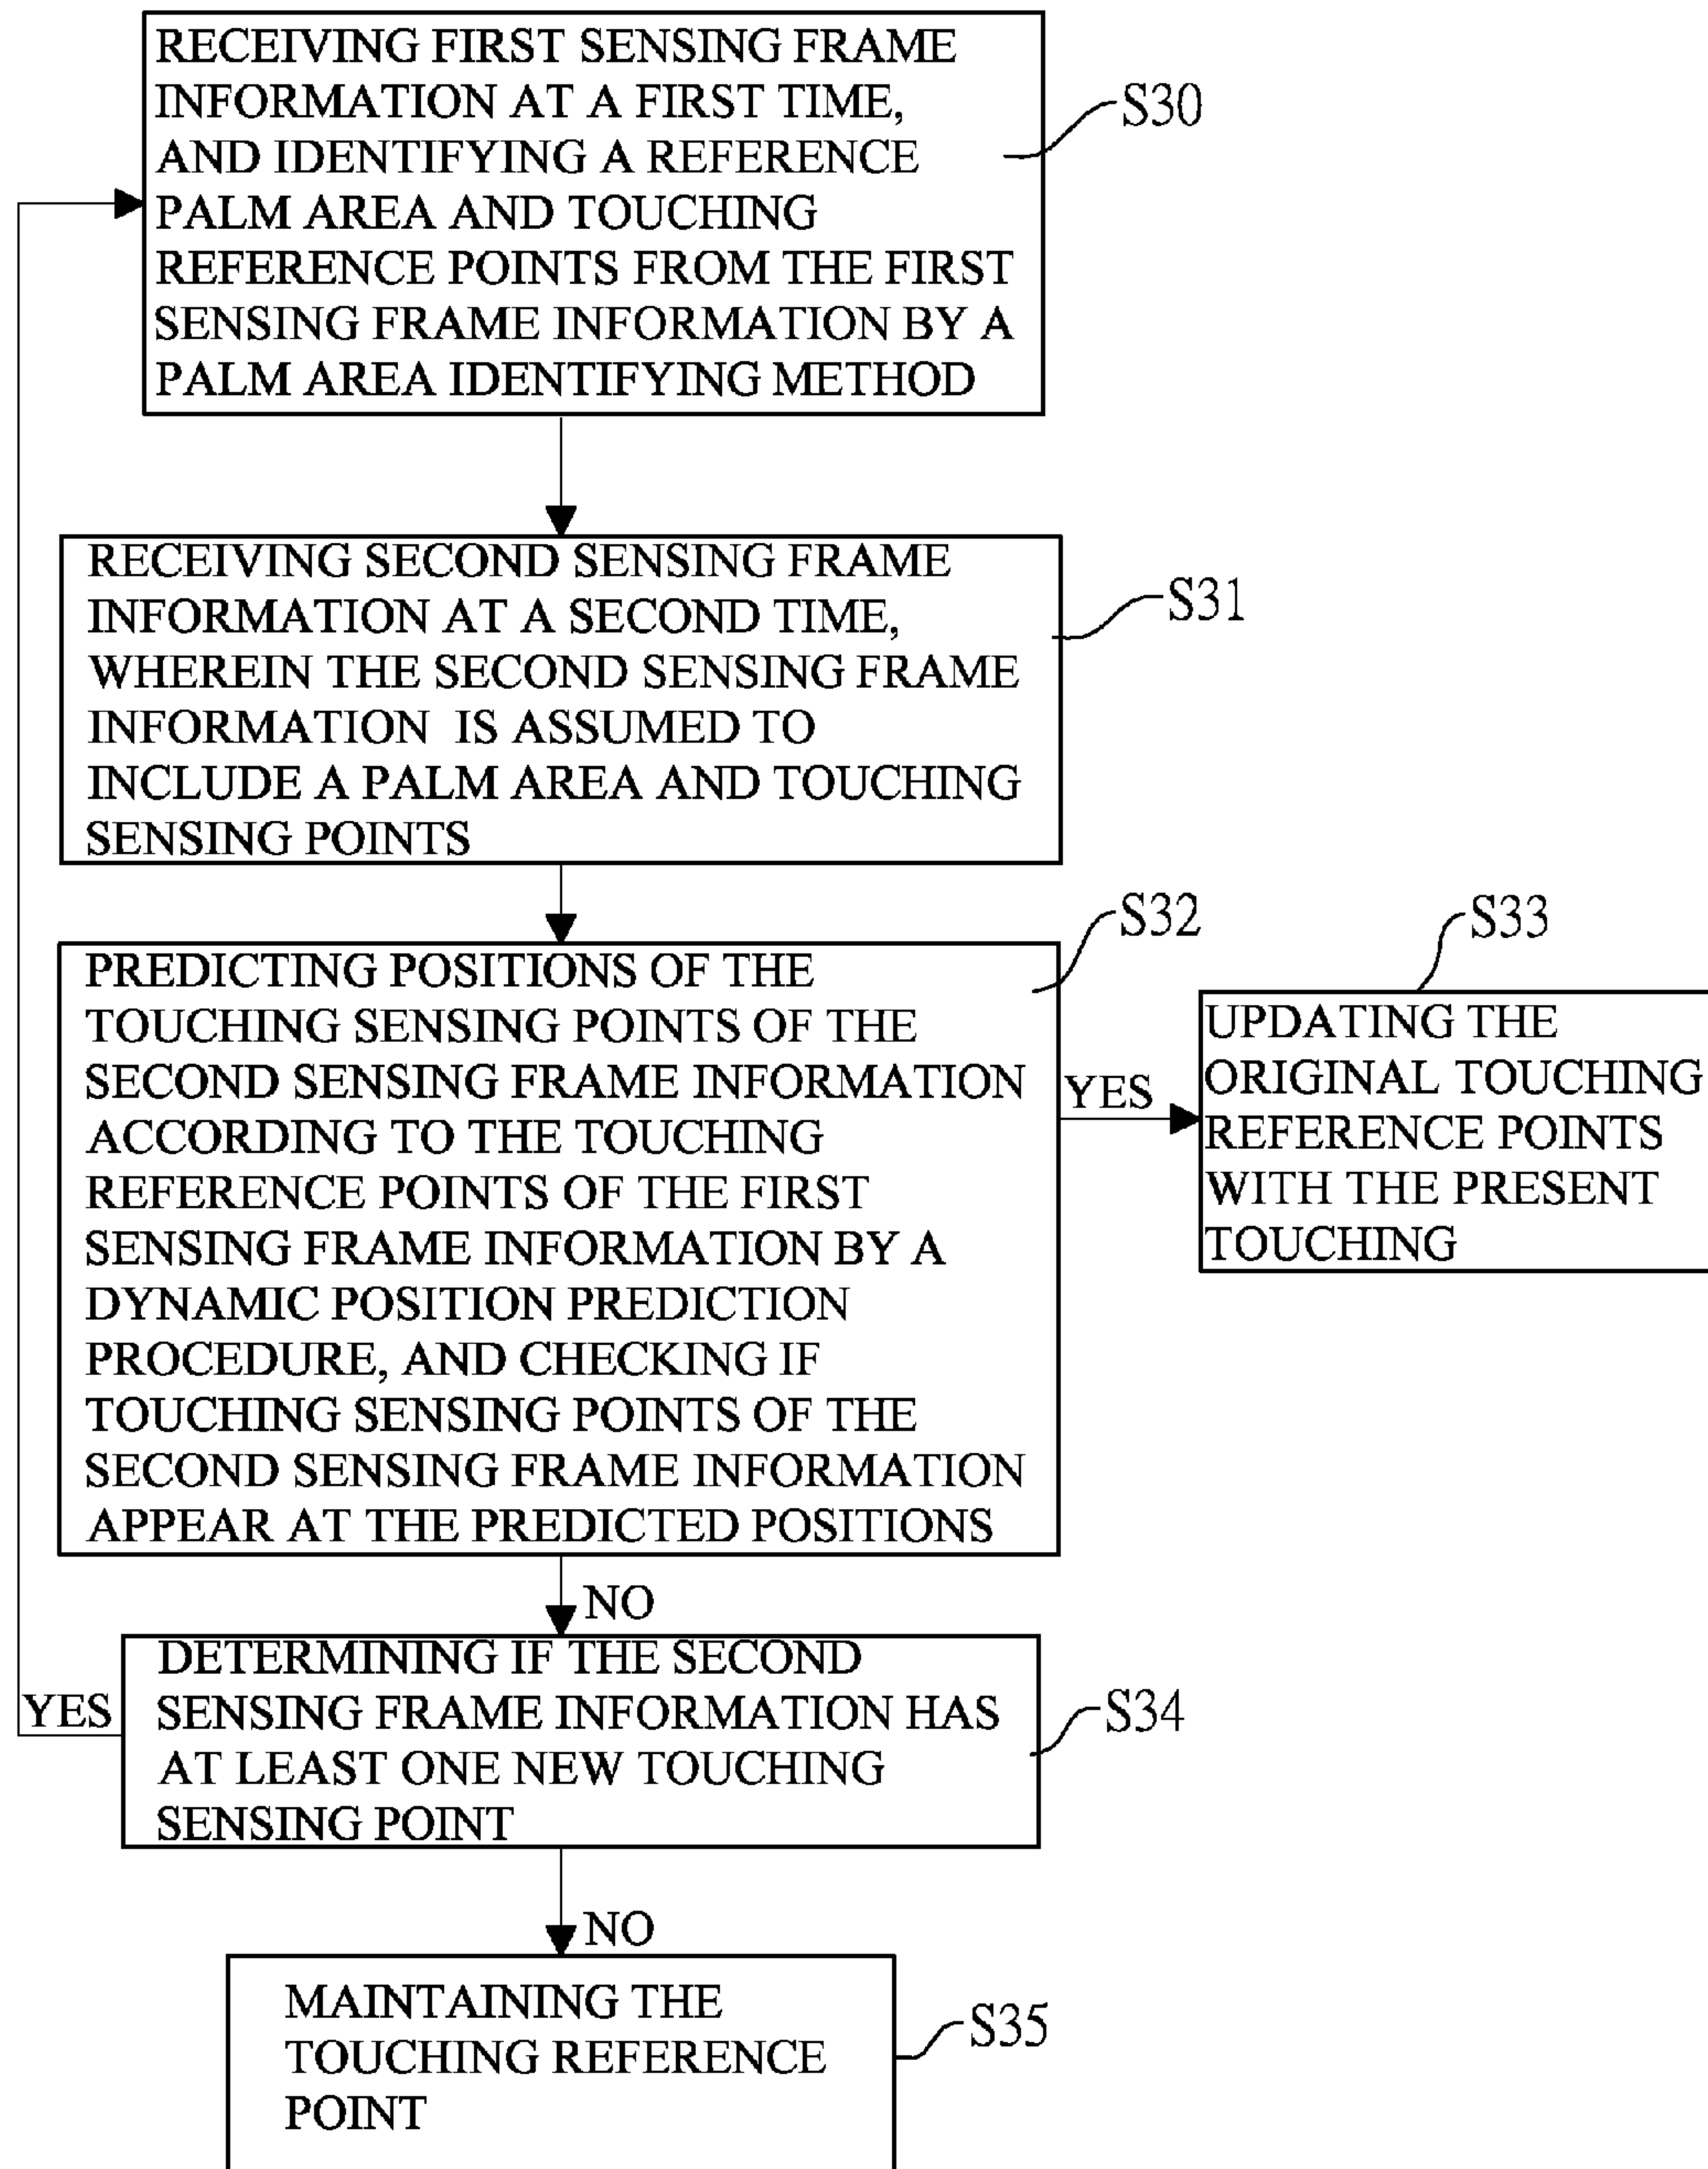 RECEIVING FIRST SENSING FRAME
INFORMATION AT A FIRST TIME,
AND IDENTIFYING A REFERENCE
PALM AREA AND TOUCHING
REFERENCE POINTS FROM THE FIRST
SENSING FRAME INFORMATION BY A
PALM AREA IDENTIFYING METHOD
S30
RECEIVING SECOND SENSING FRAME
INFORMATION AT A SECOND TIME,
WHEREIN THE SECOND SENSING FRAME
INFORMATION IS ASSUMED TO
INCLUDE A PALM AREA AND TOUCHING
SENSING POINTS
S31
PREDICTING POSITIONS OF THE
TOUCHING SENSING POINTS OF THE
SECOND SENSING FRAME INFORMATION
ACCORDING TO THE TOUCHING
REFERENCE POINTS OF THE FIRST
SENSING FRAME INFORMATION BY A
DYNAMIC POSITION PREDICTION
PROCEDURE, AND CHECKING IF
TOUCHING SENSING POINTS OF THE
SECOND SENSING FRAME INFORMATION
APPEAR AT THE PREDICTED POSITIONS
S32
YES
UPDATING THE
ORIGINAL TOUCHING
REFERENCE POINTS
WITH THE PRESENT
TOUCHING
S33
NO
DETERMINING IF THE SECOND
SENSING FRAME INFORMATION HAS
AT LEAST ONE NEW TOUCHING
SENSING POINT
S34
YES
NO
MAINTAINING THE
TOUCHING REFERENCE
POINT
S35